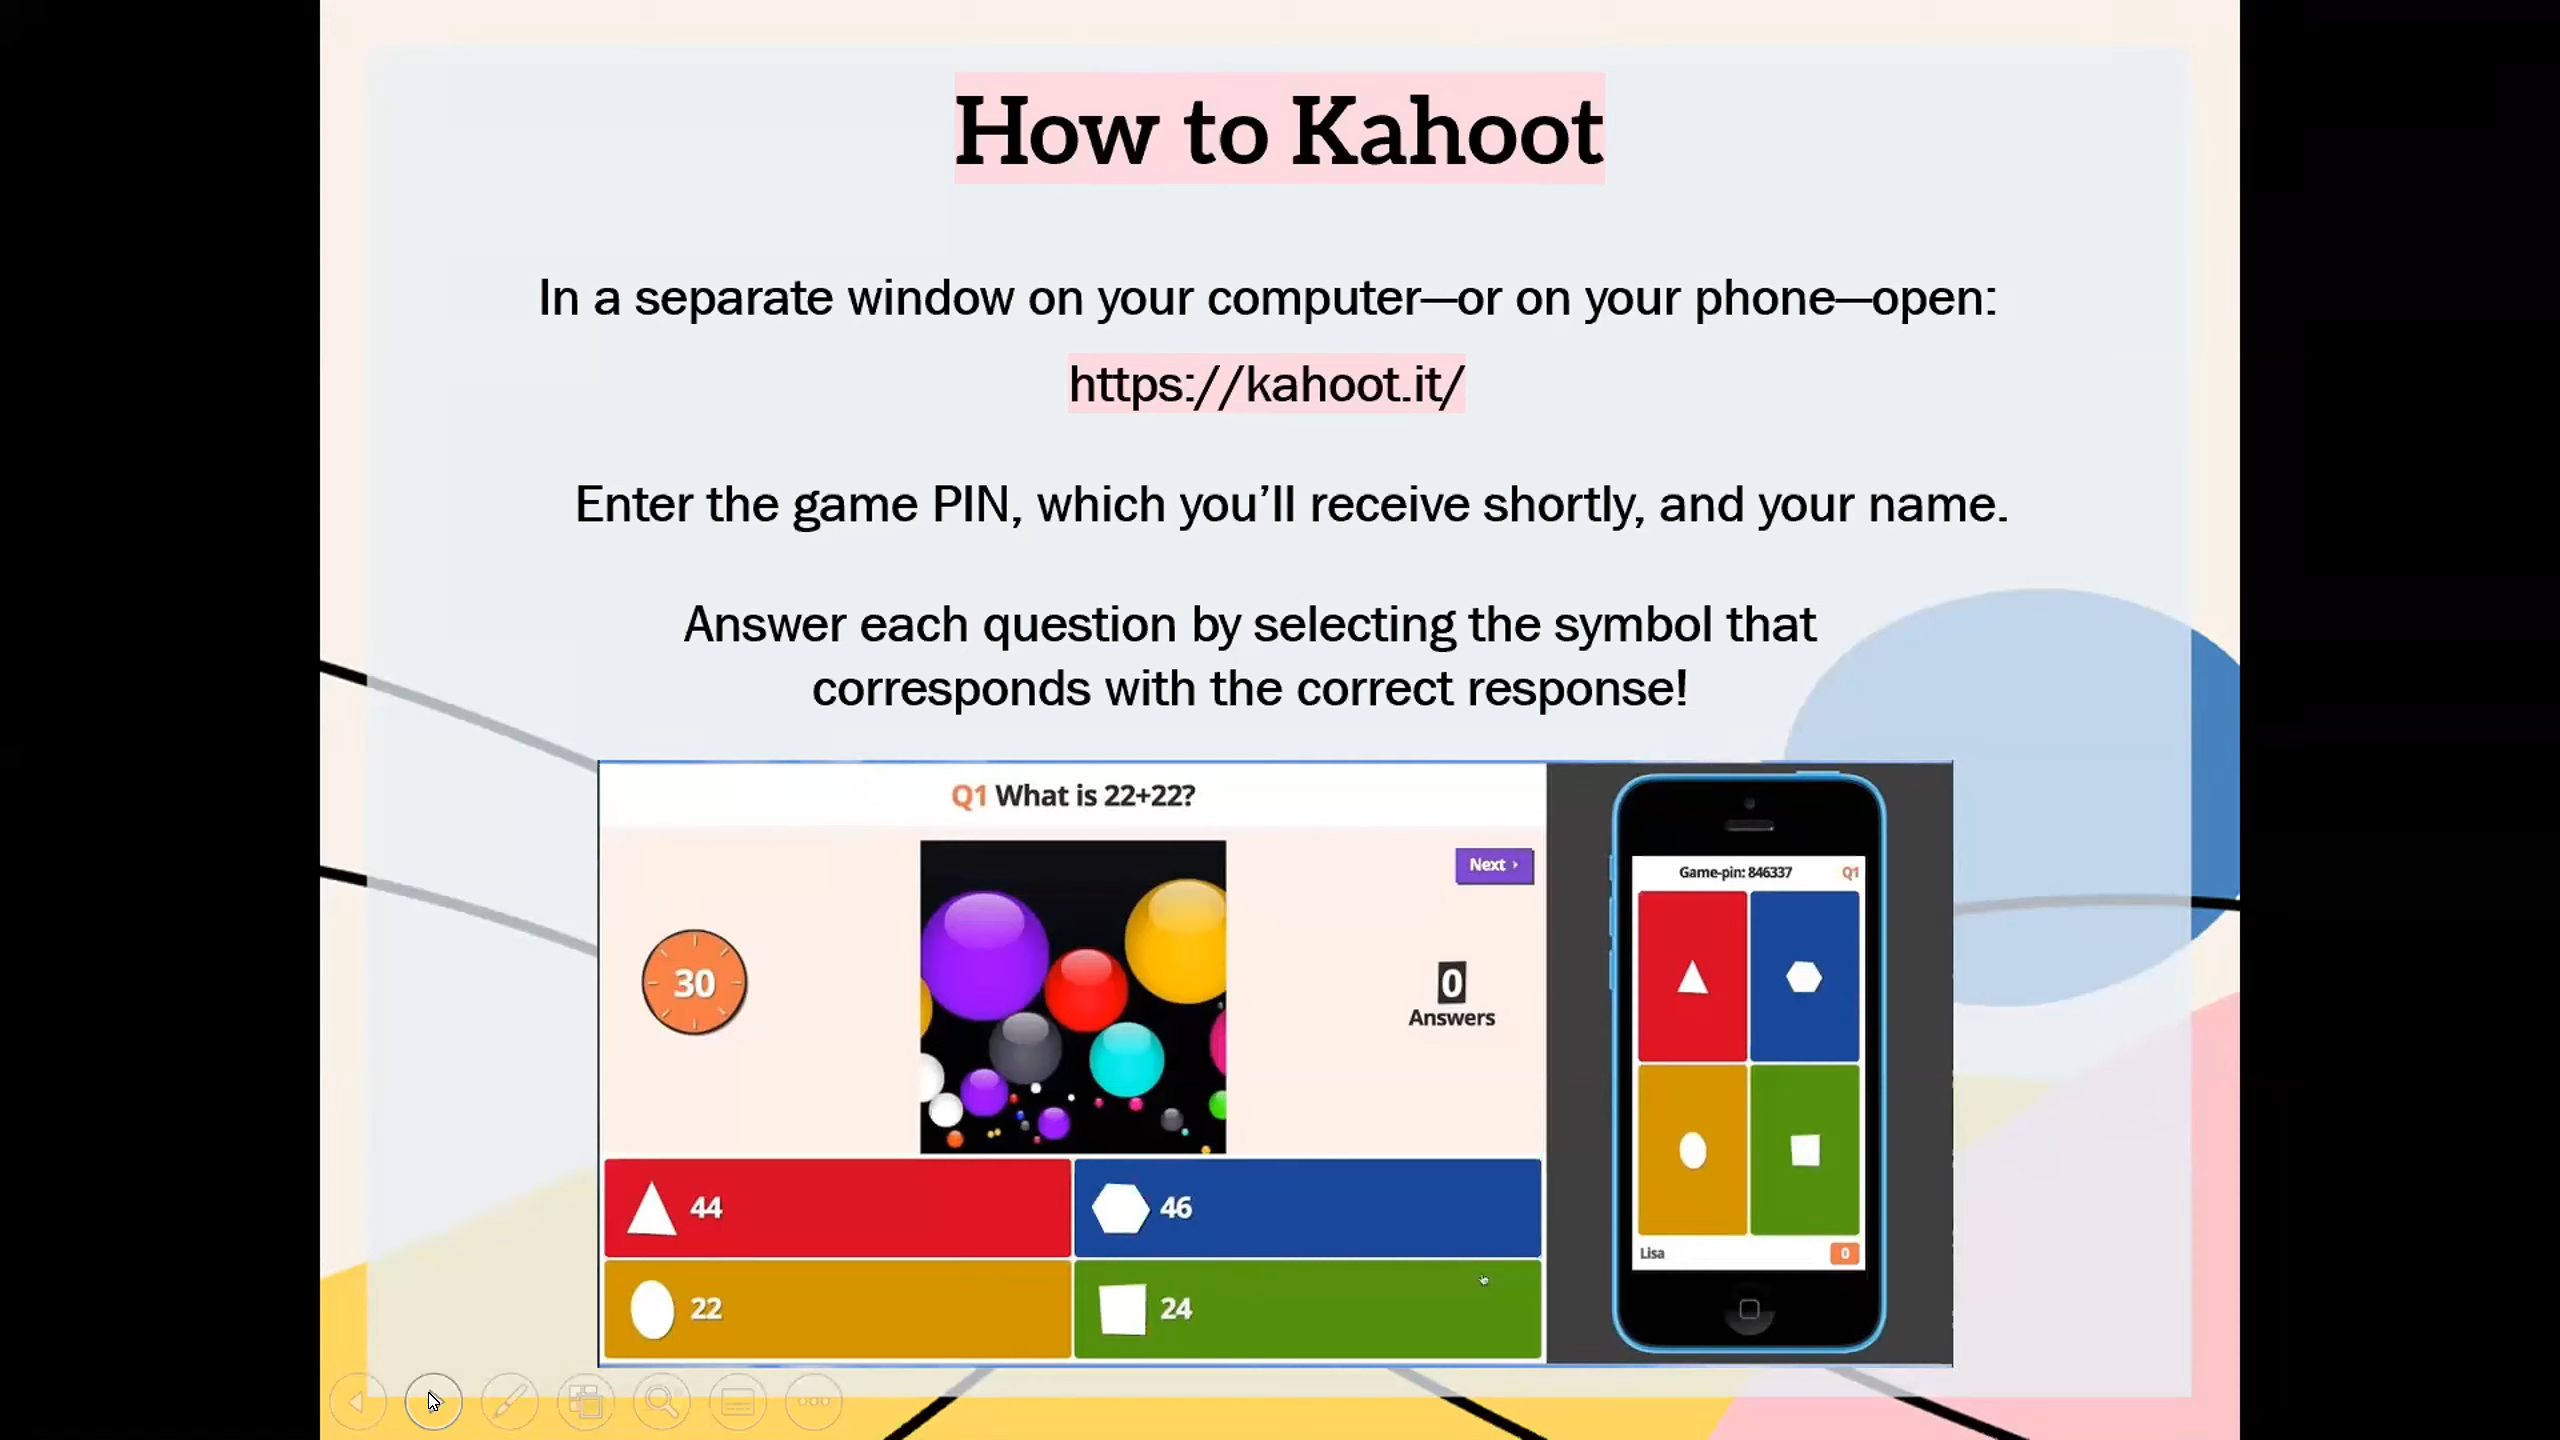 How to Kahoot
In a separate window on your computer—or on your phone—open:
https://kahoot.it/
Enter the game PIN, which you’ll receive shortly, and your name.
Answer each question by selecting the symbol that
corresponds with the correct response!
Q1 What is 22+22?
Next ›
30
0
Answers
44
46
22
24
Game-pin: 846337 Q1
Lisa 0